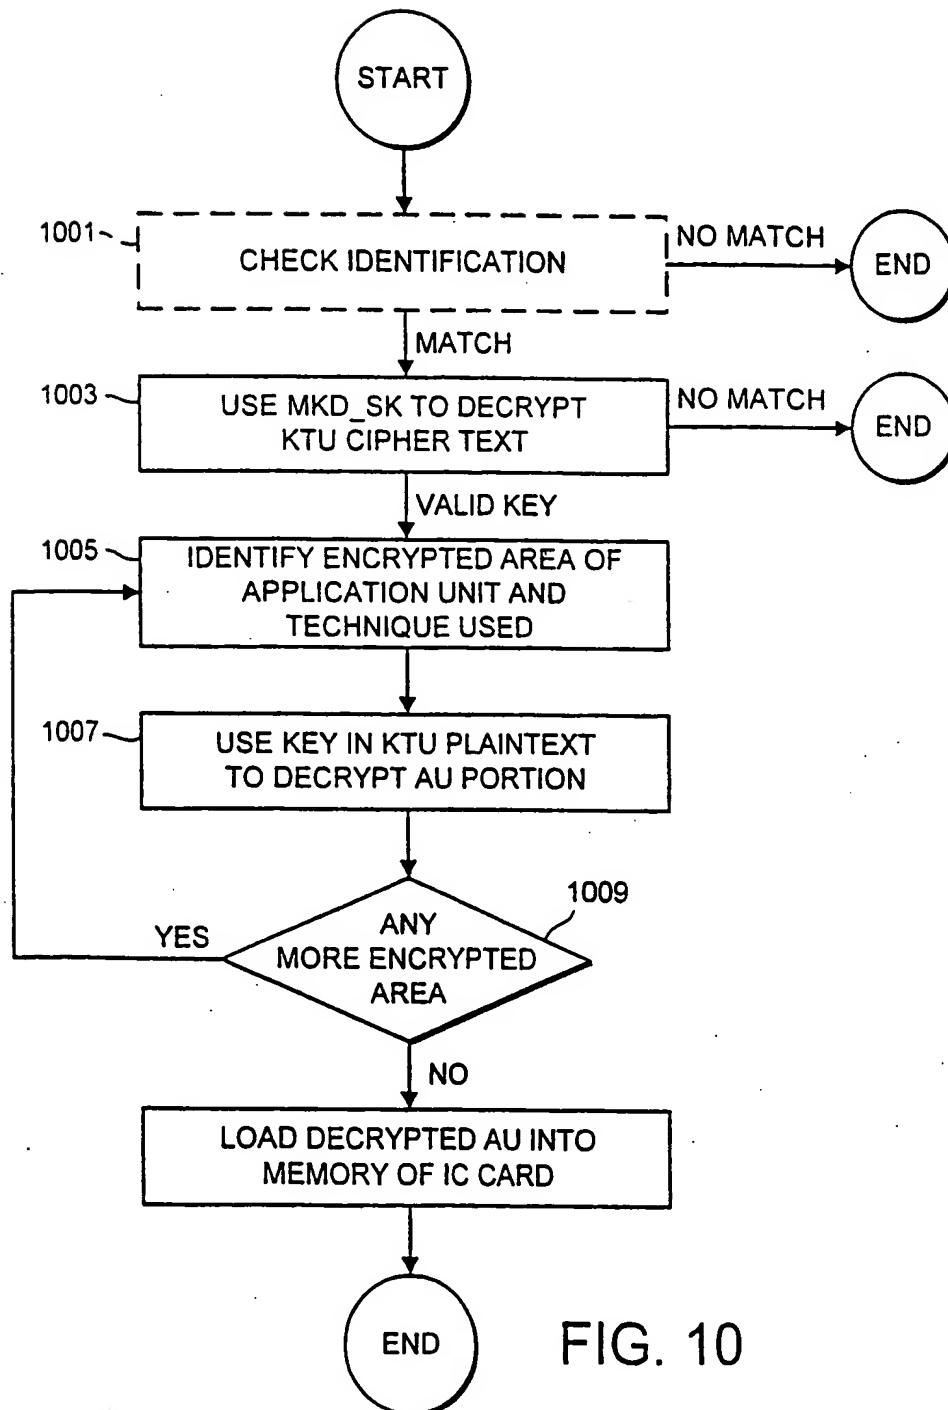 START
1001
CHECK IDENTIFICATION
NO MATCH
END
MATCH
1003
USE MKD_SK TO DECRYPT
KTU CIPHER TEXT
NO MATCH
END
VALID KEY
1005
IDENTIFY ENCRYPTED AREA OF
APPLICATION UNIT AND
TECHNIQUE USED
1007
USE KEY IN KTU PLAINTEXT
TO DECRYPT AU PORTION
1009
YES
ANY
MORE ENCRYPTED
AREA
NO
LOAD DECRYPTED AU INTO
MEMORY OF IC CARD
END
FIG. 10